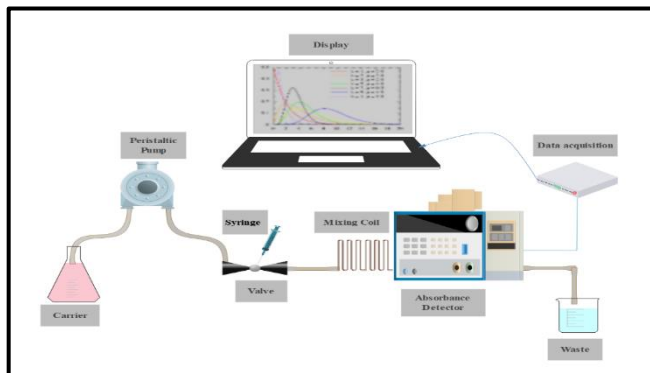 Display
Peristaltic
Pump
Data acquisition
Syringe
Mixing Coil
Valve
Absorbance
Detector
Carrier
Waste